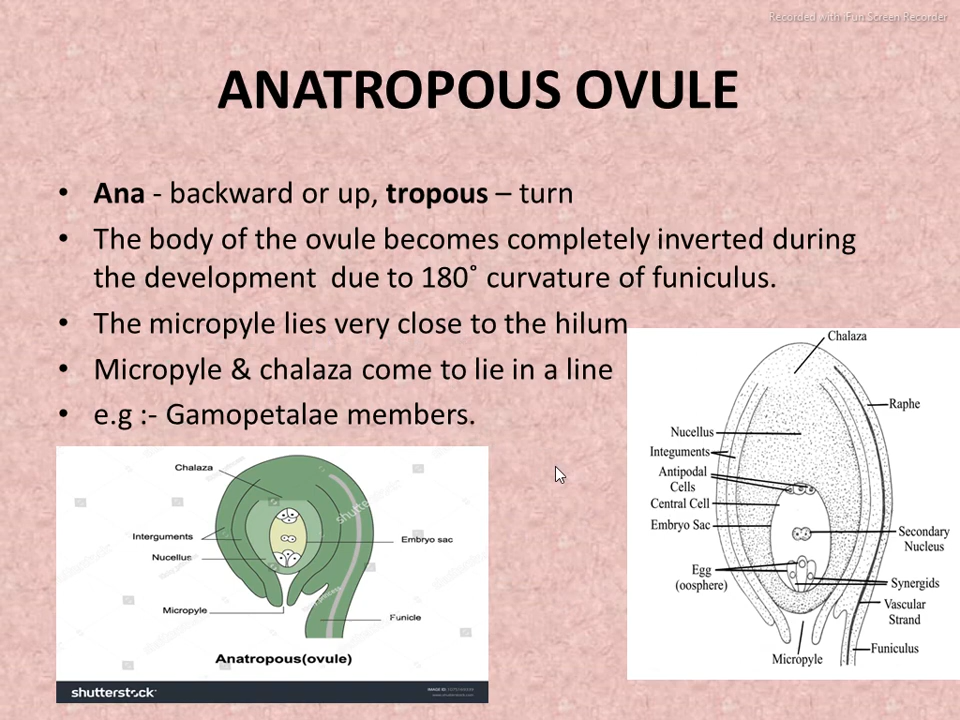 Recorded with iFun Screen Recorder
ANATROPOUS OVULE
• Ana - backward or up, tropous – turn
• The body of the ovule becomes completely inverted during
the development due to 180˚ curvature of funiculus.
• The micropyle lies very close to the hilum
• Micropyle & chalaza come to lie in a line
• e.g :- Gamopetalae members.
Chalaza
Interguments
Nucellus
Embryo sac
Micropyle
Funicle
Anatropous(ovule)
shutterstock
Chalaza
Raphe
Nucellus
Integuments
Antipodal
Cells
Central Cell
Embryo Sac
Secondary
Nucleus
Egg
(oosphere)
Synergids
Vascular
Strand
Funiculus
Micropyle